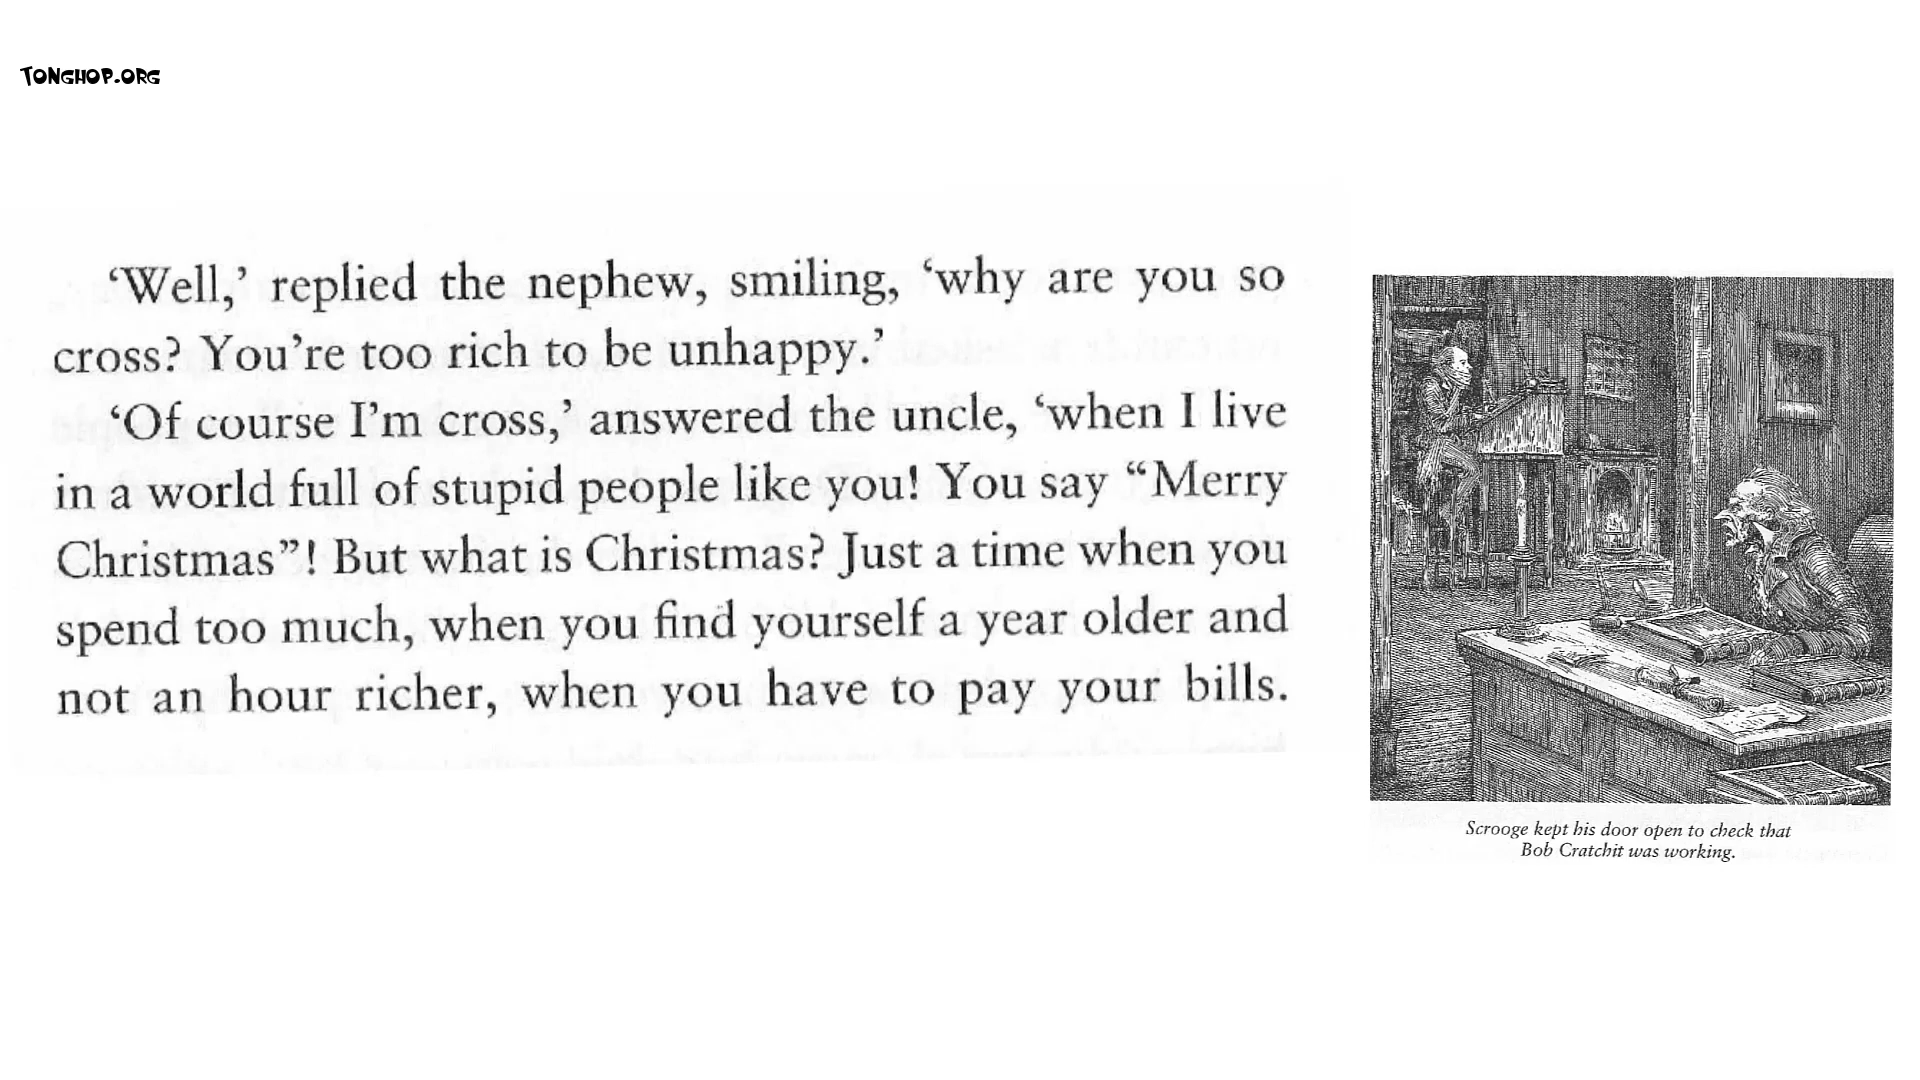 TONGHOP.ORG
‘Well,’ replied the nephew, smiling, ‘why are you so
cross? You’re too rich to be unhappy.’
‘Of course I’m cross,’ answered the uncle, ‘when I live
in a world full of stupid people like you! You say “Merry
Christmas”! But what is Christmas? Just a time when you
spend too much, when you find yourself a year older and
not an hour richer, when you have to pay your bills.
Scrooge kept his door open to check that
Bob Cratchit was working.